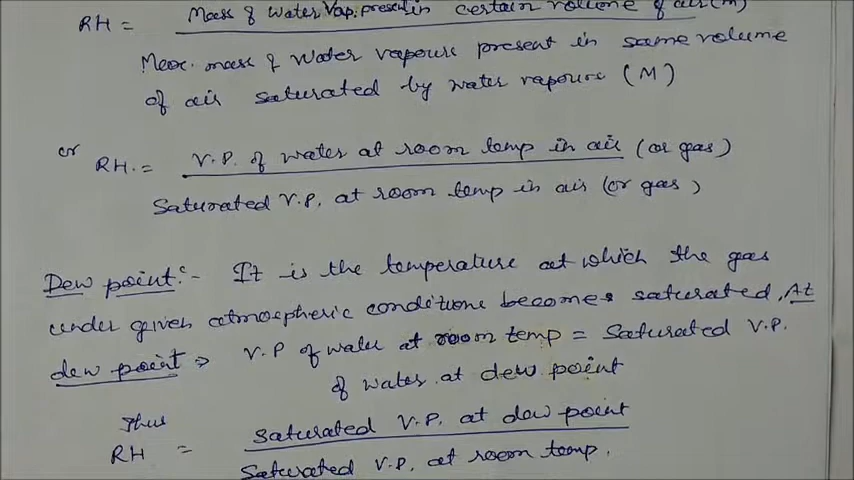 RH = Mass of Water Vap. present in certain volume of air (m)
Max. mass of Water vapours present in same volume
of air saturated by water vapours (M)
or RH. = V.P. of water at room temp in air (or gas)
Saturated V.P. at room temp in air (or gas)
Dew point:- It is the temperature at which the gas
under given atmospheric conditions becomes saturated. At
dew point ⇒ V.P of water at room temp = Saturated V.P.
of water at dew point
Thus
RH = Saturated V.P. at dew point
Saturated V.P. at room temp.